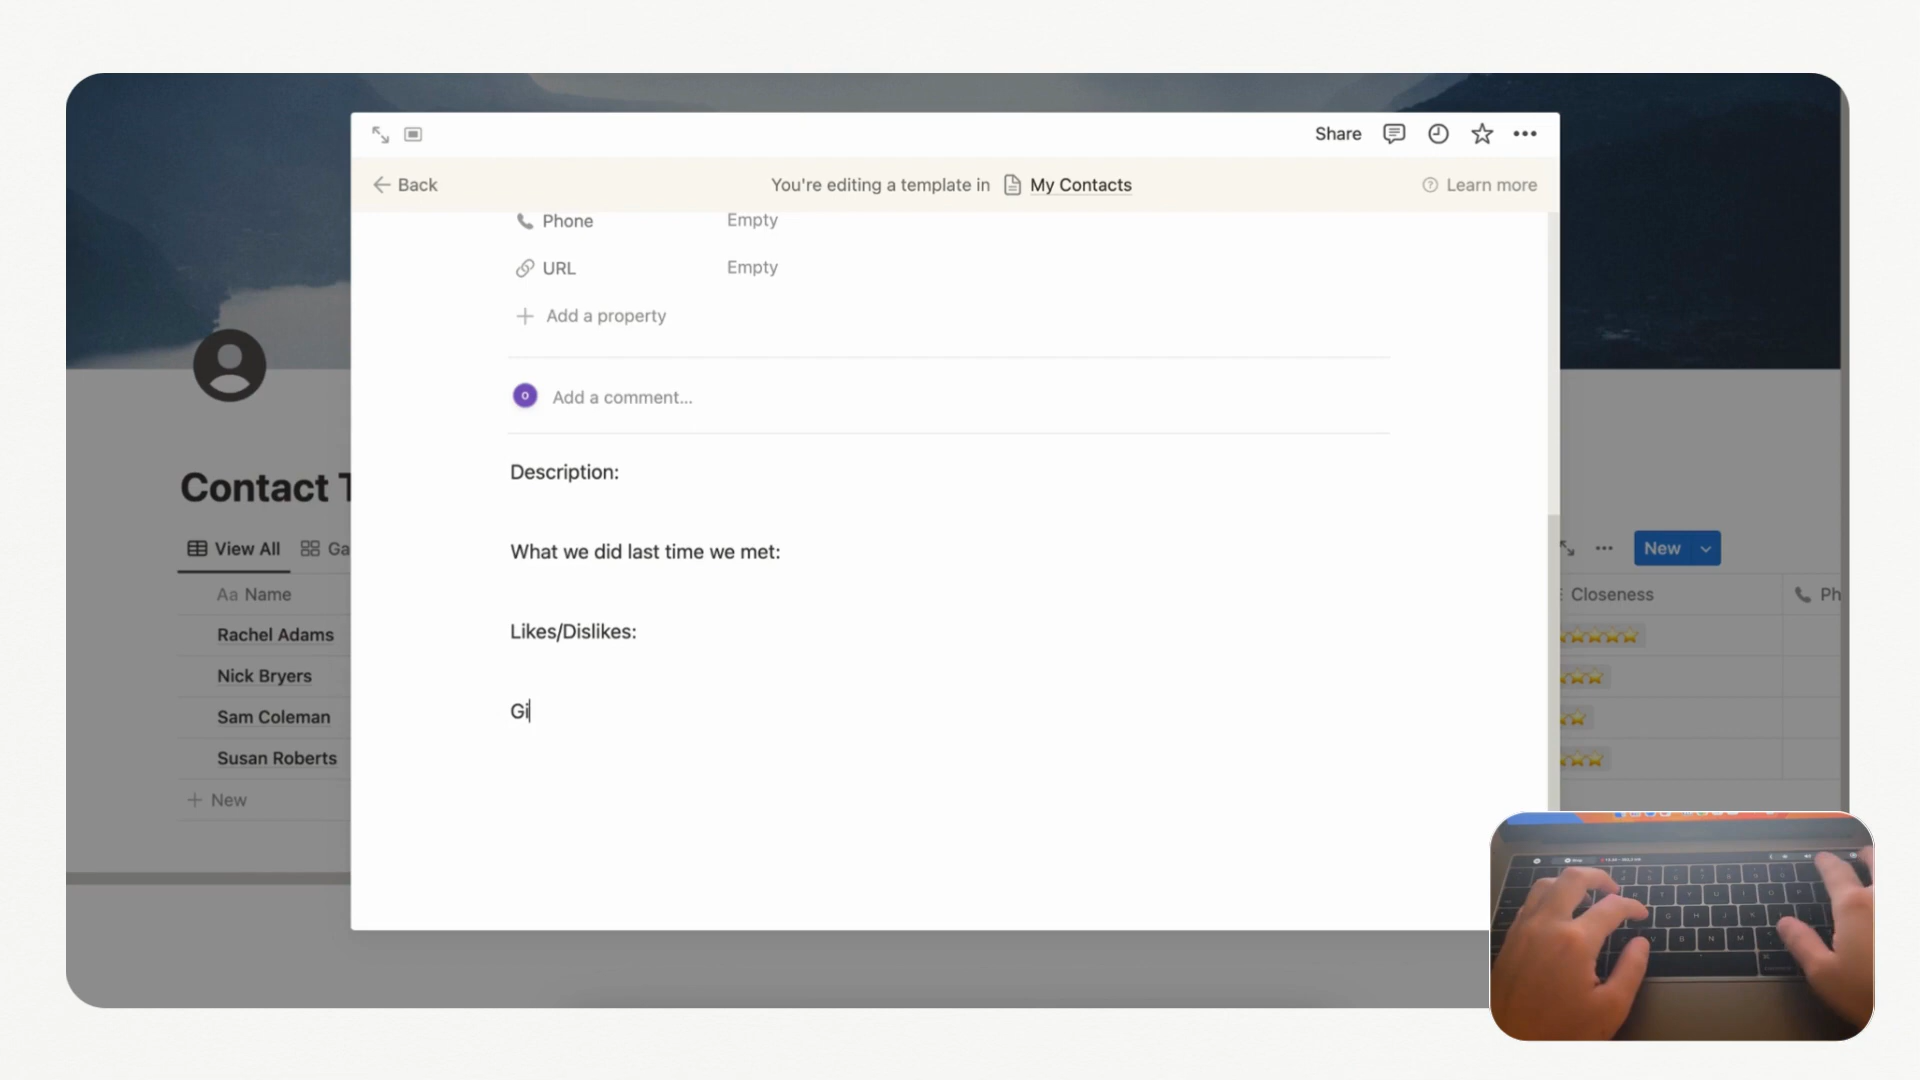 Share
Back
You're editing a template in My Contacts
Learn more
Phone Empty
URL Empty
Add a property
O Add a comment...
Description:
What we did last time we met:
Likes/Dislikes:
Gi
Contact T
View All Ga
New
Aa Name
Closeness
Ph
Rachel Adams
Nick Bryers
Sam Coleman
Susan Roberts
New